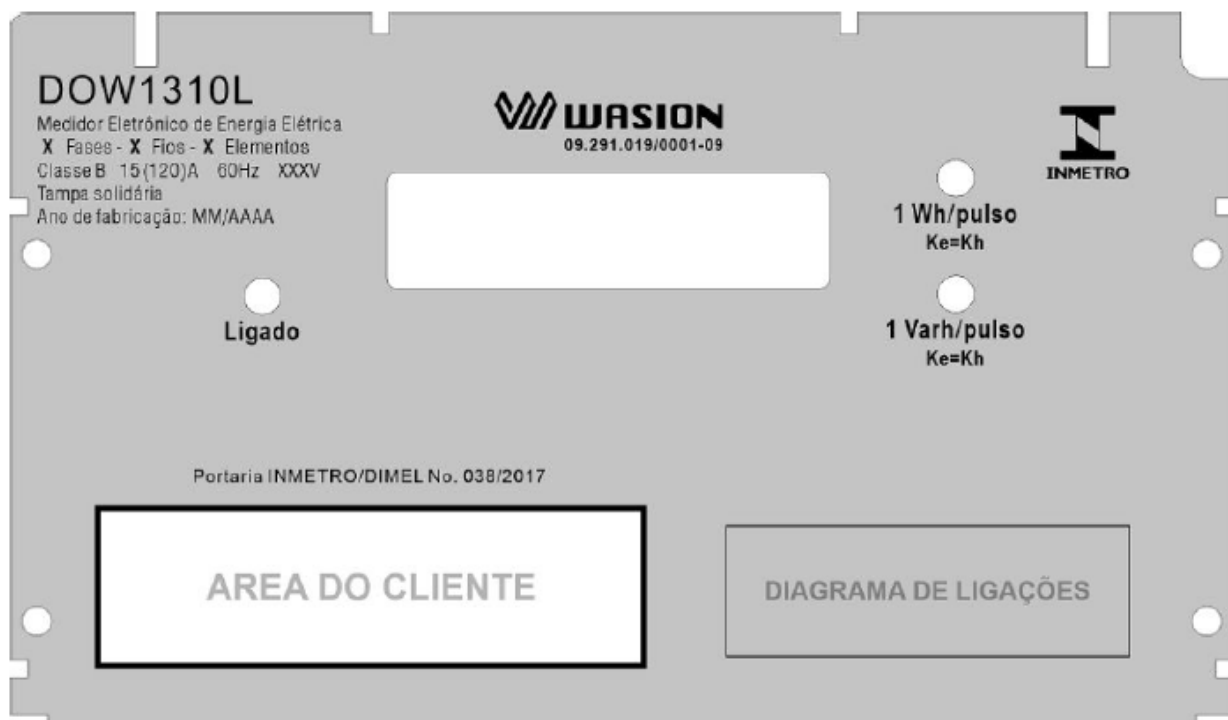 DOW1310L
Medidor Eletrônico de Energia Elétrica
X Fases - X Fios - X Elementos
Classe B 15(120)A 60Hz XXXV
Tampa solidária
Ano de fabricação: MM/AAAA
WASION
09.291.019/0001-09
INMETRO
1 Wh/pulso
Ke=Kh
Ligado
1 Varh/pulso
Ke=Kh
Portaria INMETRO/DIMEL No. 038/2017
AREA DO CLIENTE
DIAGRAMA DE LIGAÇÕES